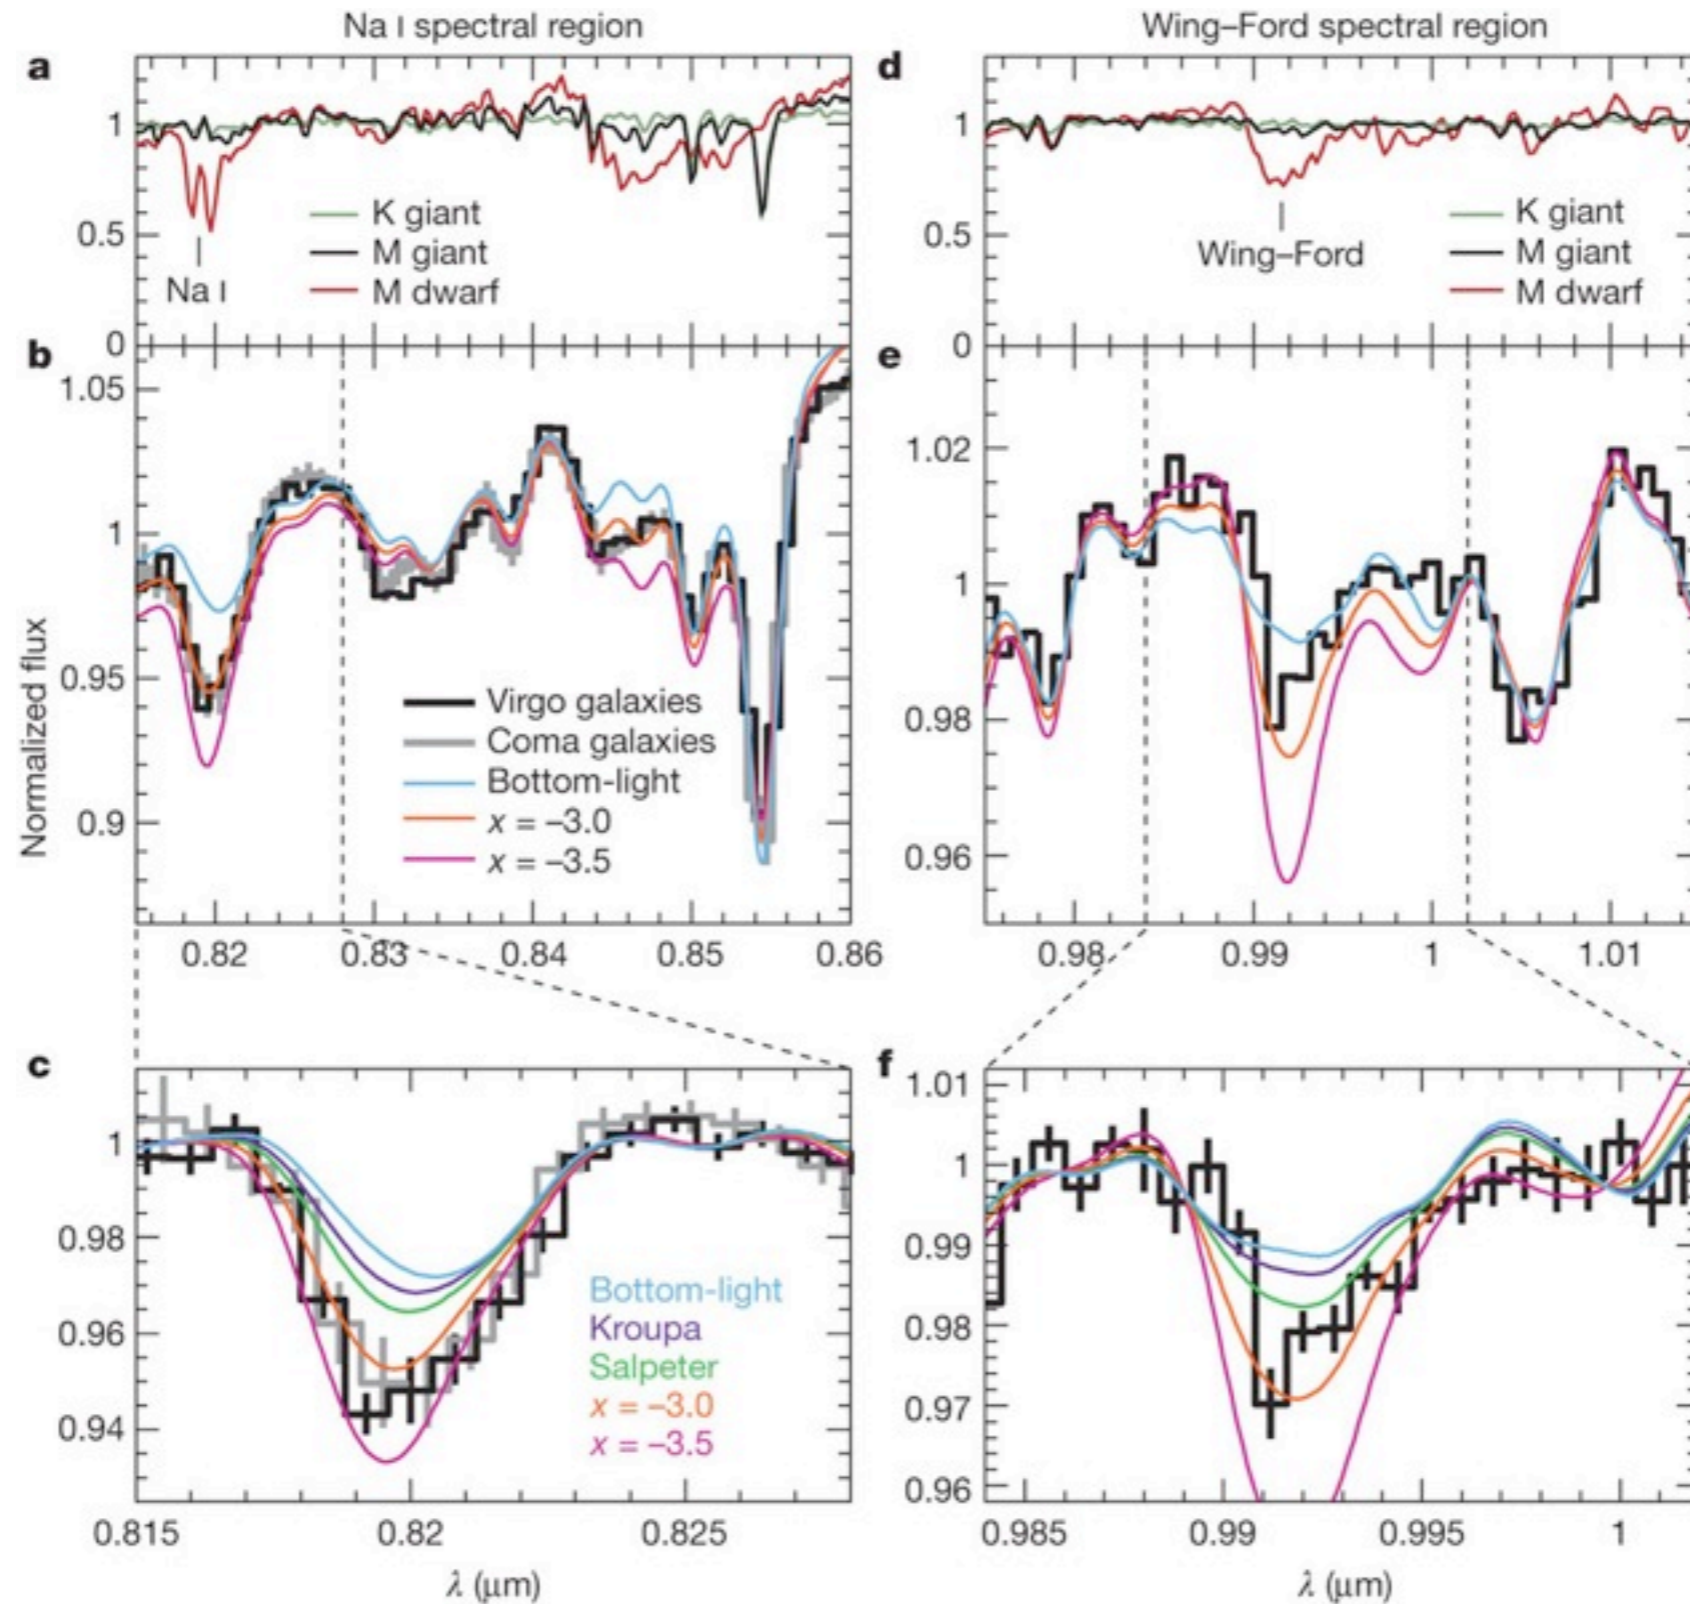 Na I spectral region
a
1
0.5
0
Na I
K giant
M giant
M dwarf
b
1.05
1
0.95
0.9
Normalized flux
Virgo galaxies
Coma galaxies
Bottom-light
x = –3.0
x = –3.5
0.82 0.83 0.84 0.85 0.86
c
1
0.98
0.96
0.94
Bottom-light
Kroupa
Salpeter
x = –3.0
x = –3.5
0.815 0.82 0.825
λ (μm)
Wing–Ford spectral region
d
1
0.5
0
Wing–Ford
K giant
M giant
M dwarf
e
1.02
1
0.98
0.96
0.98 0.99 1 1.01
f
1.01
1
0.99
0.98
0.97
0.96
0.985 0.99 0.995 1
λ (μm)